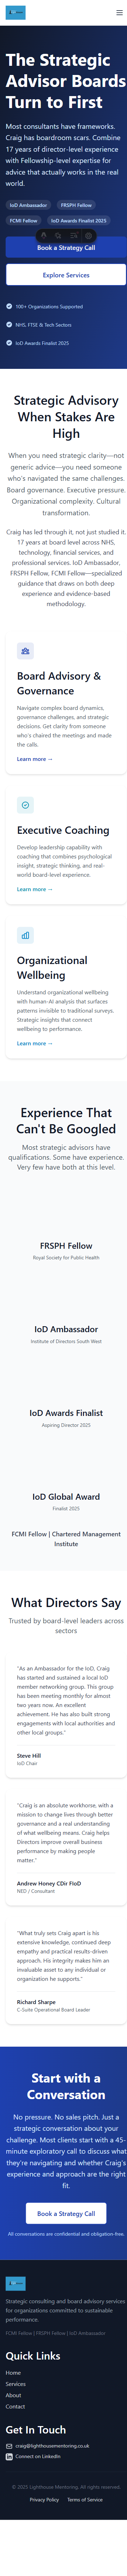 The Strategic
Advisor Boards
Turn to First
Most consultants have frameworks.
Craig has boardroom scars. Combine
17 years of director-level experience
with Fellowship-level expertise for
advice that actually works in the real
world.
IoD Ambassador
FRSPH Fellow
FCMI Fellow
IoD Awards Finalist 2025
Book a Strategy Call
Explore Services
100+ Organizations Supported
NHS, FTSE & Tech Sectors
IoD Awards Finalist 2025
Strategic Advisory
When Stakes Are
High
When you need strategic clarity—not
generic advice—you need someone
who's navigated the same challenges.
Board governance. Executive pressure.
Organizational complexity. Cultural
transformation.
Craig has led through it, not just studied it.
17 years at board level across NHS,
technology, financial services, and
professional services. IoD Ambassador,
FRSPH Fellow, FCMI Fellow—specialized
guidance that draws on both deep
experience and evidence-based
methodology.
Board Advisory &
Governance
Navigate complex board dynamics,
governance challenges, and strategic
decisions. Get clarity from someone
who's chaired the meetings and made
the calls.
Learn more →
Executive Coaching
Develop leadership capability with
coaching that combines psychological
insight, strategic thinking, and real-
world board-level experience.
Learn more →
Organizational
Wellbeing
Understand organizational wellbeing
with human-AI analysis that surfaces
patterns invisible to traditional surveys.
Strategic insights that connect
wellbeing to performance.
Learn more →
Experience That
Can't Be Googled
Most strategic advisors have
qualifications. Some have experience.
Very few have both at this level.
FRSPH Fellow
Royal Society for Public Health
IoD Ambassador
Institute of Directors South West
IoD Awards Finalist
Aspiring Director 2025
IoD Global Award
Finalist 2025
FCMI Fellow | Chartered Management
Institute
What Directors Say
Trusted by board-level leaders across
sectors
"As an Ambassador for the IoD, Craig
has started and sustained a local IoD
member networking group. This group
has been meeting monthly for almost
two years now. An excellent
achievement. He has also built strong
engagements with local authorities and
other local groups."
Steve Hill
IoD Chair
"Craig is an absolute workhorse, with a
mission to change lives through better
governance and a real understanding
of what wellbeing means. Craig helps
Directors improve overall business
performance by making people
matter."
Andrew Honey CDir FIoD
NED / Consultant
"What truly sets Craig apart is his
extensive knowledge, combined deep
empathy and practical results-driven
approach. His integrity makes him an
invaluable asset to any individual or
organization he supports."
Richard Sharpe
C-Suite Operational Board Leader
Start with a
Conversation
No pressure. No sales pitch. Just a
strategic conversation about your
challenge. Most clients start with a 45-
minute exploratory call to discuss what
they're navigating and whether Craig's
experience and approach are the right
fit.
Book a Strategy Call
All conversations are confidential and obligation-free.
Strategic consulting and board advisory services
for organizations committed to sustainable
performance.
FCMI Fellow | FRSPH Fellow | IoD Ambassador
Quick Links
Home
Services
About
Contact
Get In Touch
craig@lighthousementoring.co.uk
Connect on LinkedIn
© 2025 Lighthouse Mentoring. All rights reserved.
Privacy Policy
Terms of Service